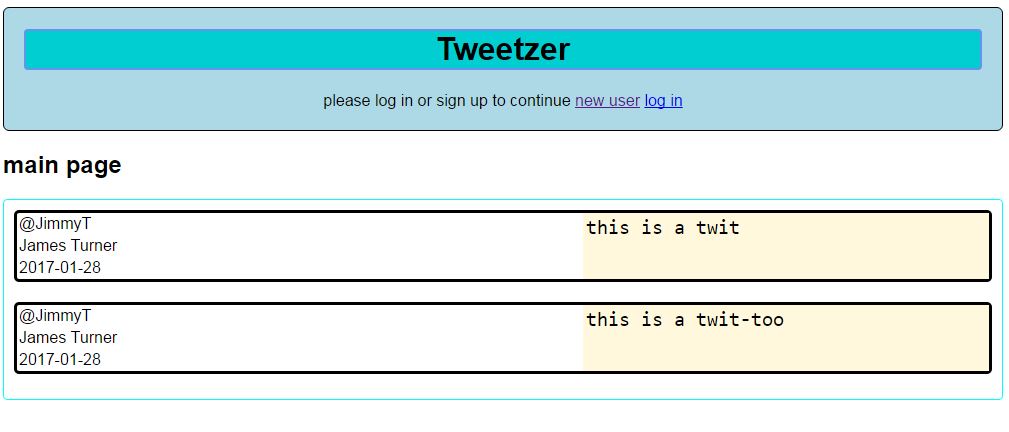 Tweetzer
please log in or sign up to continue new user log in
main page
@JimmyT
James Turner
2017-01-28
this is a twit
@JimmyT
James Turner
2017-01-28
this is a twit-too